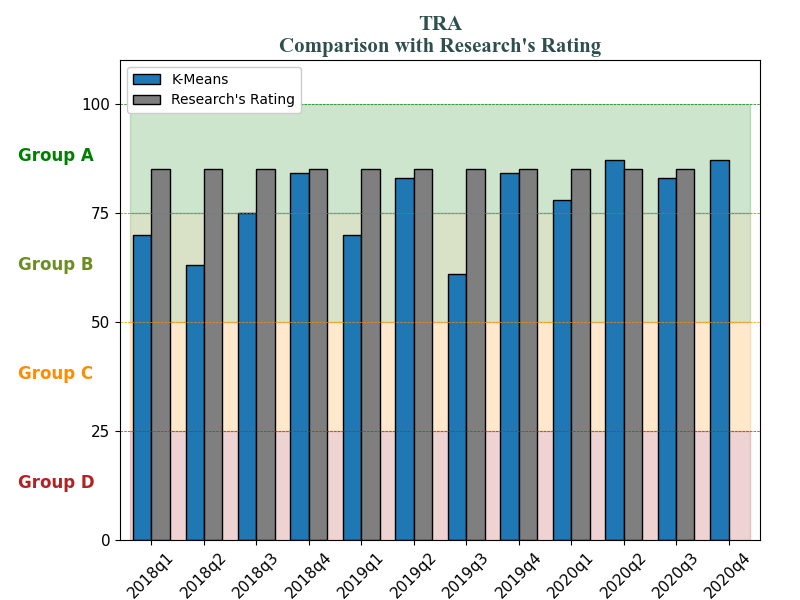 TRA
Comparison with Research's Rating
K-Means
Research's Rating
100
Group A
75
Group B
50
Group C
25
Group D
0
2018q1 2018q2 2018q3 2018q4 2019q1 2019q2 2019q3 2019q4 2020q1 2020q2 2020q3 2020q4